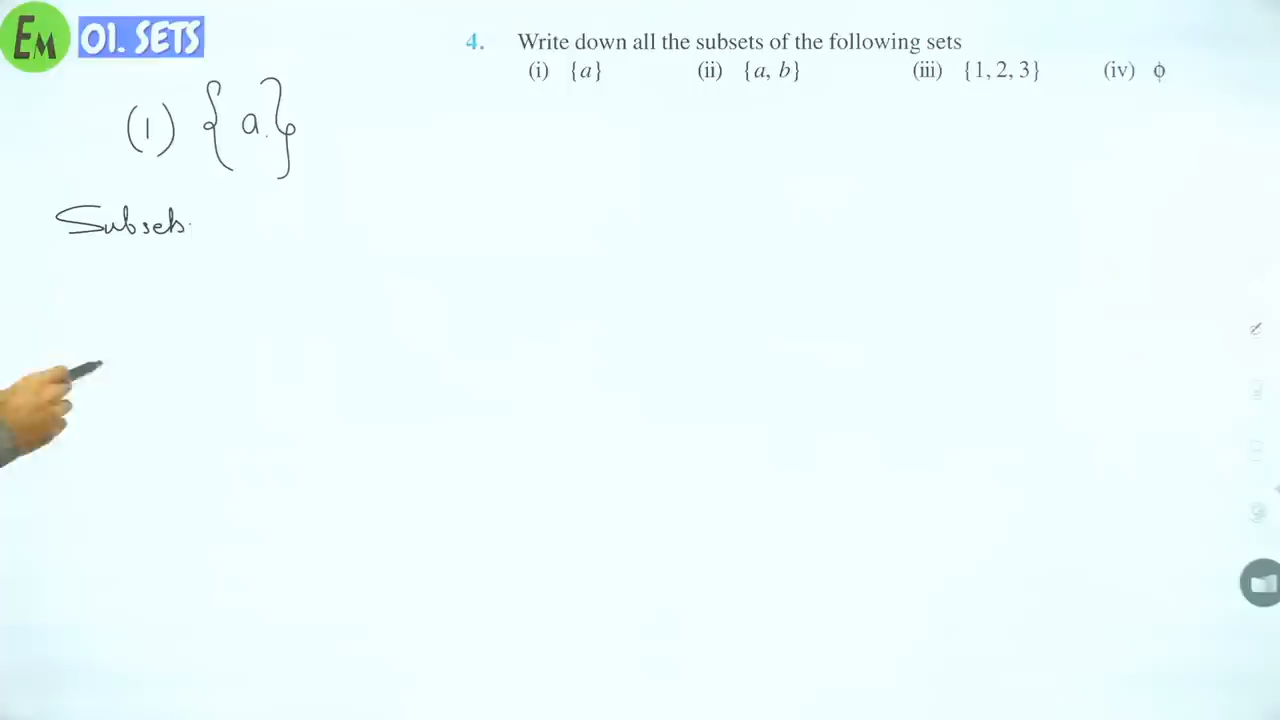 EM 01. SETS
4. Write down all the subsets of the following sets
(i) {a} (ii) {a, b} (iii) {1, 2, 3} (iv) ϕ
(1) {a.}
Subsets.